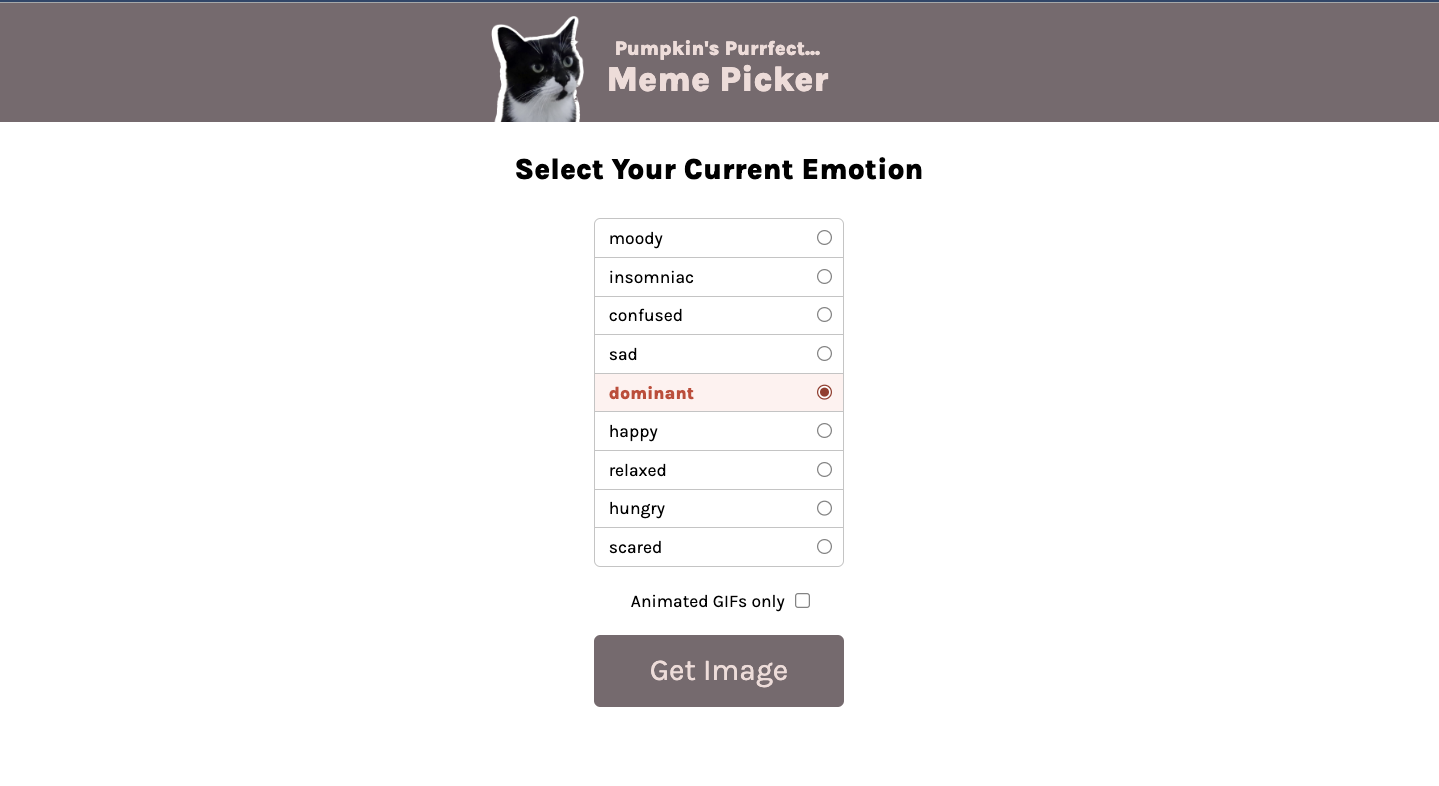 Pumpkin's Purrfect...
Meme Picker
Select Your Current Emotion
moody
insomniac
confused
sad
dominant
happy
relaxed
hungry
scared
Animated GIFs only
Get Image